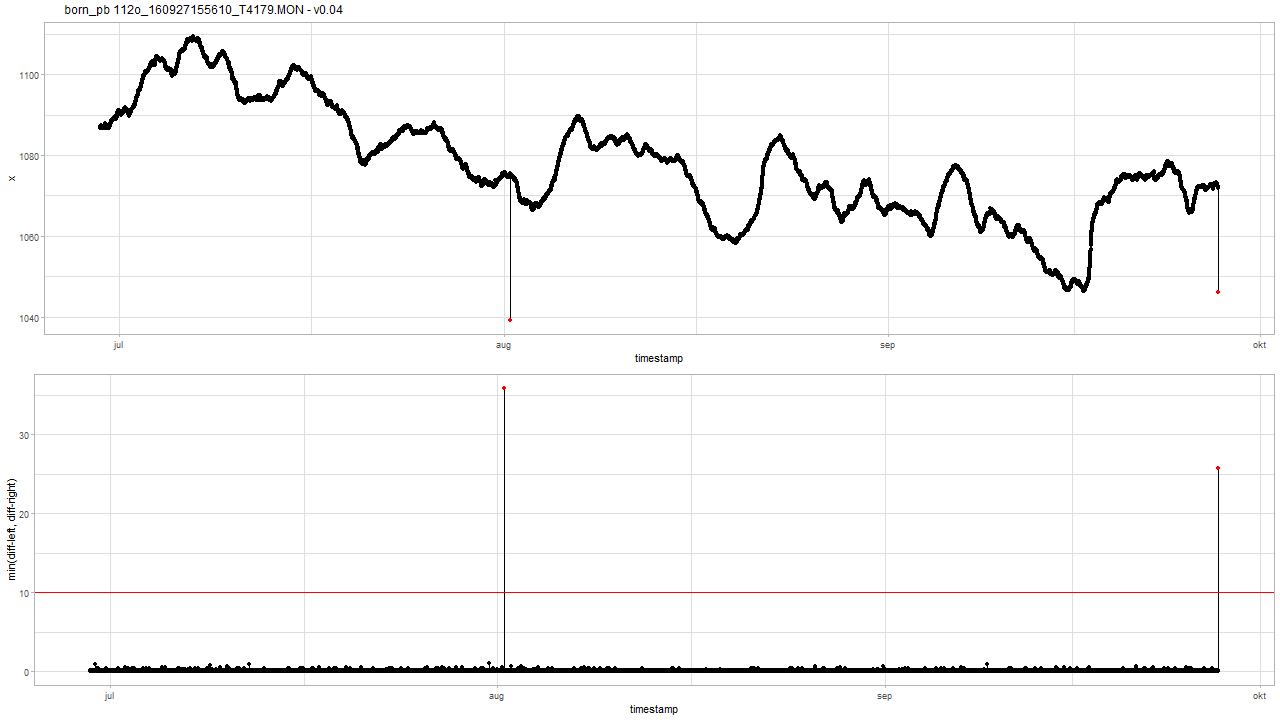 born_pb 112o_160927155610_T4179.MON - v0.04
1100
1080
1060
1040
x
jul
aug
sep
okt
timestamp
30
20
10
0
min(diff-left, diff-right)
jul
aug
sep
okt
timestamp